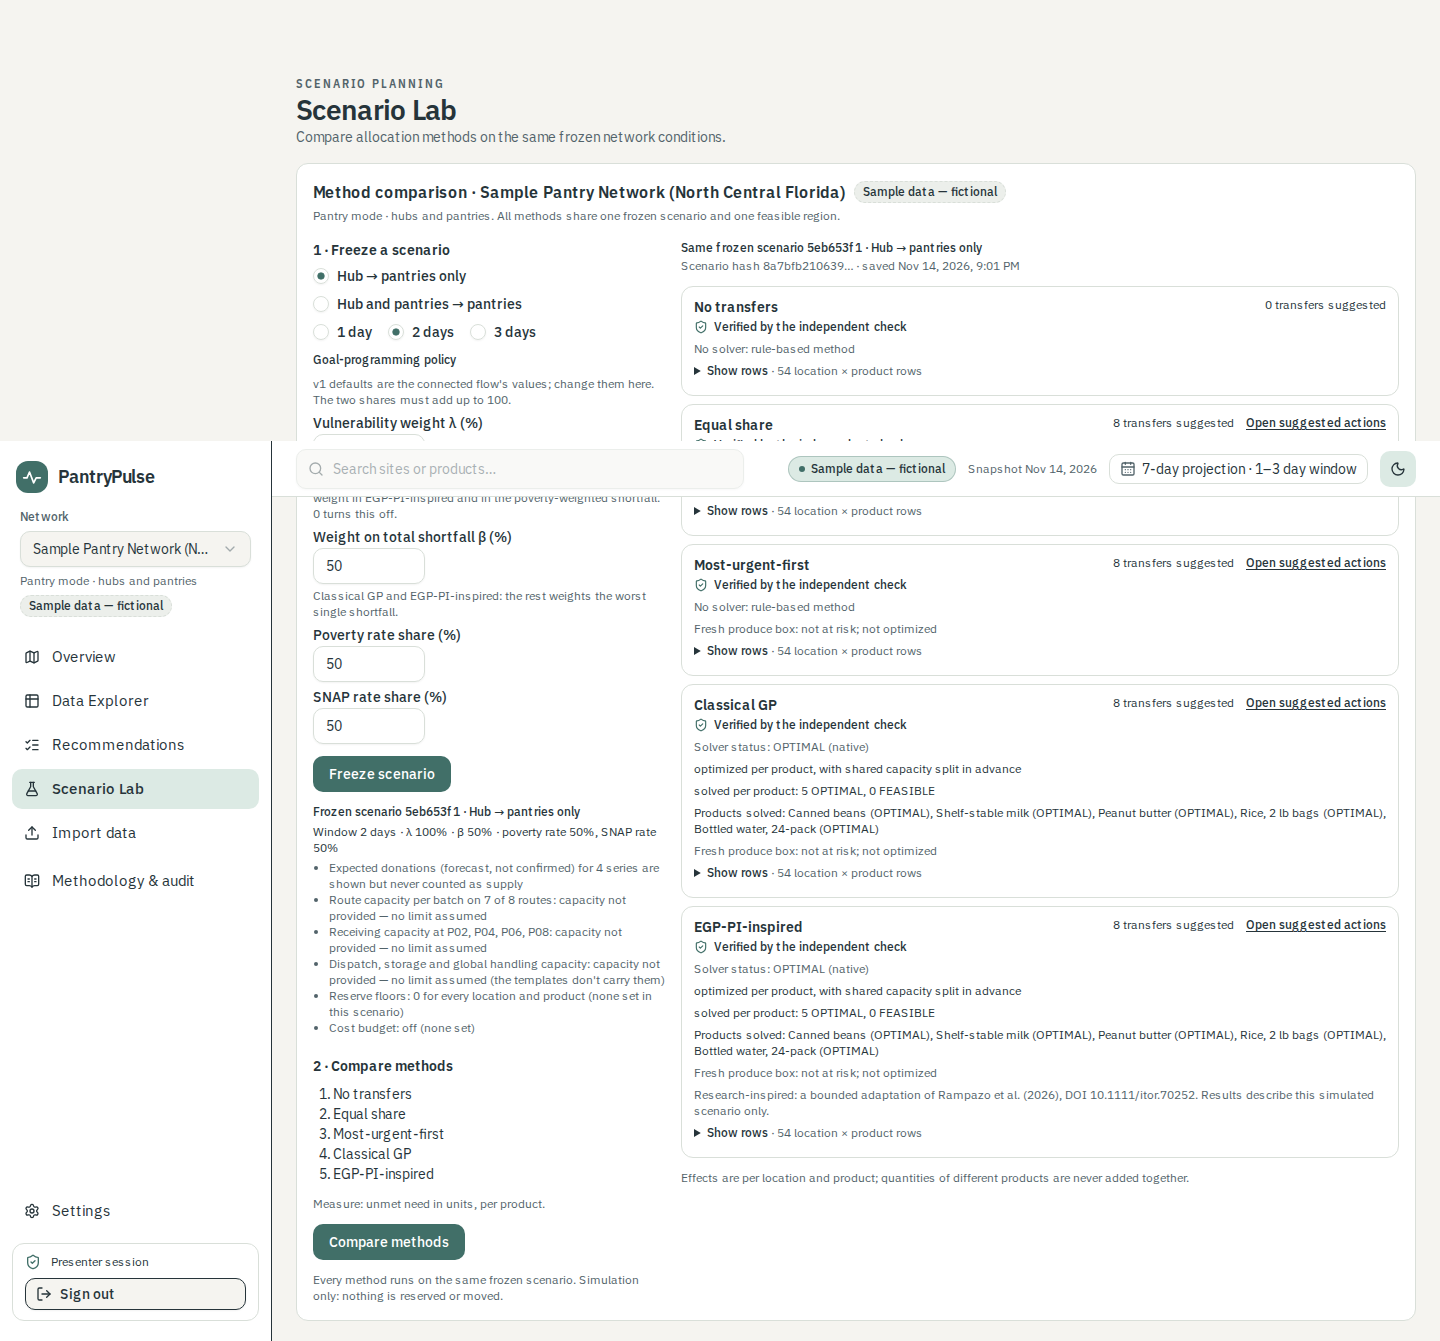 SCENARIO PLANNING
Scenario Lab
Compare allocation methods on the same frozen network conditions.
Method comparison · Sample Pantry Network (North Central Florida)
Sample data — fictional
Pantry mode · hubs and pantries. All methods share one frozen scenario and one feasible region.
1 · Freeze a scenario
Hub → pantries only
Hub and pantries → pantries
1 day
2 days
3 days
Goal-programming policy
v1 defaults are the connected flow's values; change them here.
The two shares must add up to 100.
Vulnerability weight λ (%)
weight in EGP-PI-inspired and in the poverty-weighted shortfall.
0 turns this off.
Weight on total shortfall β (%)
50
Classical GP and EGP-PI-inspired: the rest weights the worst
single shortfall.
Poverty rate share (%)
50
SNAP rate share (%)
50
Freeze scenario
Frozen scenario 5eb653f1 · Hub → pantries only
Window 2 days · λ 100% · β 50% · poverty rate 50%, SNAP rate
50%
• Expected donations (forecast, not confirmed) for 4 series are
shown but never counted as supply
• Route capacity per batch on 7 of 8 routes: capacity not
provided — no limit assumed
• Receiving capacity at P02, P04, P06, P08: capacity not
provided — no limit assumed
• Dispatch, storage and global handling capacity: capacity not
provided — no limit assumed (the templates don't carry them)
• Reserve floors: 0 for every location and product (none set in
this scenario)
• Cost budget: off (none set)
2 · Compare methods
1. No transfers
2. Equal share
3. Most-urgent-first
4. Classical GP
5. EGP-PI-inspired
Measure: unmet need in units, per product.
Compare methods
Every method runs on the same frozen scenario. Simulation
only: nothing is reserved or moved.
Same frozen scenario 5eb653f1 · Hub → pantries only
Scenario hash 8a7bfb210639... · saved Nov 14, 2026, 9:01 PM
No transfers
0 transfers suggested
Verified by the independent check
No solver: rule-based method
Show rows · 54 location × product rows
Equal share
8 transfers suggested
Open suggested actions
Show rows · 54 location × product rows
Most-urgent-first
8 transfers suggested
Open suggested actions
Verified by the independent check
No solver: rule-based method
Fresh produce box: not at risk; not optimized
Show rows · 54 location × product rows
Classical GP
8 transfers suggested
Open suggested actions
Verified by the independent check
Solver status: OPTIMAL (native)
optimized per product, with shared capacity split in advance
solved per product: 5 OPTIMAL, 0 FEASIBLE
Products solved: Canned beans (OPTIMAL), Shelf-stable milk (OPTIMAL), Peanut butter (OPTIMAL), Rice, 2 lb bags (OPTIMAL),
Bottled water, 24-pack (OPTIMAL)
Fresh produce box: not at risk; not optimized
Show rows · 54 location × product rows
EGP-PI-inspired
8 transfers suggested
Open suggested actions
Verified by the independent check
Solver status: OPTIMAL (native)
optimized per product, with shared capacity split in advance
solved per product: 5 OPTIMAL, 0 FEASIBLE
Products solved: Canned beans (OPTIMAL), Shelf-stable milk (OPTIMAL), Peanut butter (OPTIMAL), Rice, 2 lb bags (OPTIMAL),
Bottled water, 24-pack (OPTIMAL)
Fresh produce box: not at risk; not optimized
Research-inspired: a bounded adaptation of Rampazo et al. (2026), DOI 10.1111/itor.70252. Results describe this simulated
scenario only.
Show rows · 54 location × product rows
Effects are per location and product; quantities of different products are never added together.
PantryPulse
Network
Sample Pantry Network (N...
Pantry mode · hubs and pantries
Sample data — fictional
Overview
Data Explorer
Recommendations
Scenario Lab
Import data
Methodology & audit
Settings
Presenter session
Sign out
Search sites or products...
Sample data — fictional
Snapshot Nov 14, 2026
7-day projection · 1–3 day window